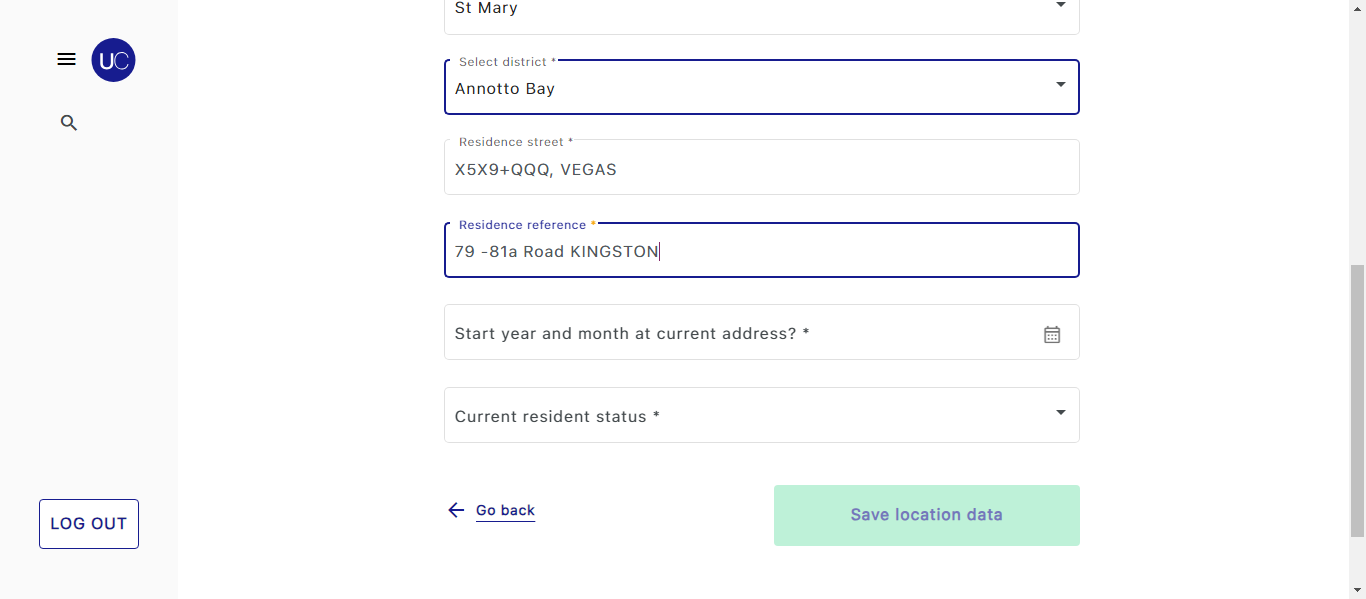 St Mary
UC
Select district *
Annotto Bay
Residence street *
X5X9+QQQ, VEGAS
Residence reference *
79 -81a Road KINGSTON
Start year and month at current address? *
Current resident status *
Go back
Save location data
LOG OUT